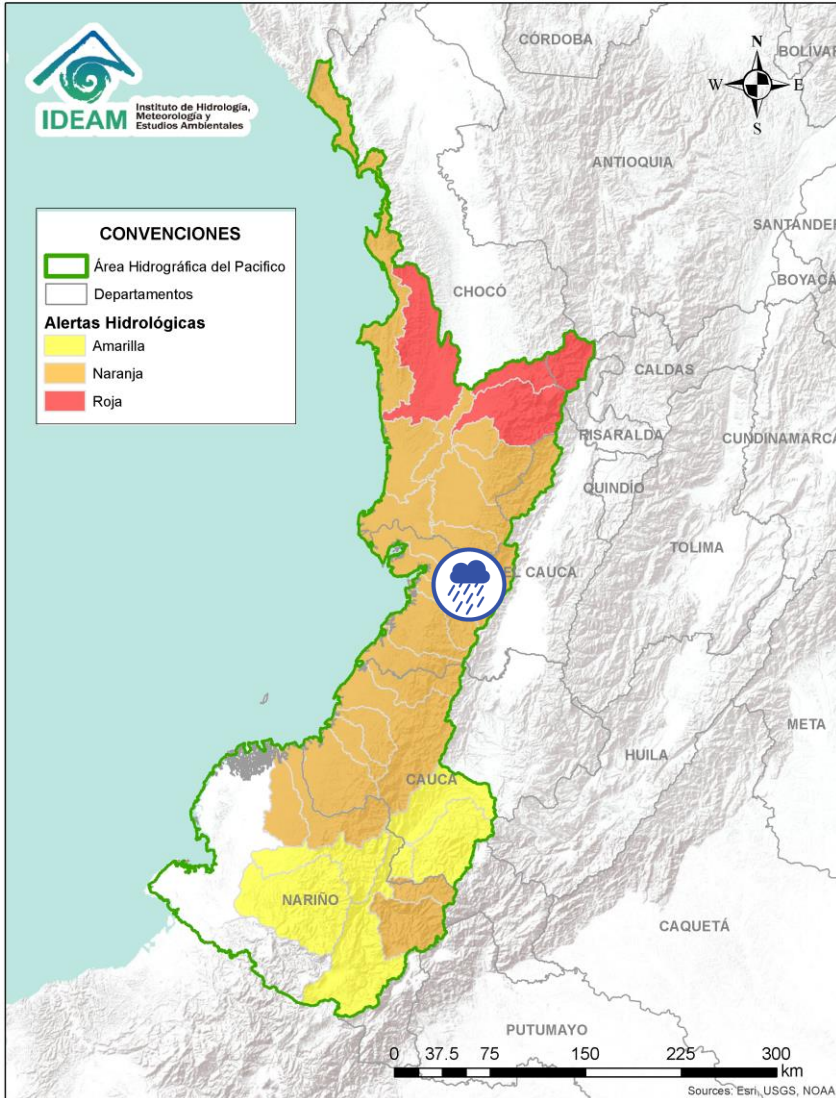 IDEAM
Instituto de Hidrología,
Meteorología y
Estudios Ambientales
CÓRDOBA
BOLÍVAR
N
W
E
S
ANTIOQUIA
SANTANDER
BOYACÁ
CONVENCIONES
Área Hidrográfica del Pacifico
Departamentos
Alertas Hidrológicas
Amarilla
Naranja
Roja
CHOCÓ
CALDAS
RISARALDA
CUNDINAMARCA
QUINDÍO
TOLIMA
EL CAUCA
META
HUILA
CAUCA
NARIÑO
CAQUETÁ
PUTUMAYO
0 37.5 75 150 225 300
km
Sources: Esri, USGS, NOAA